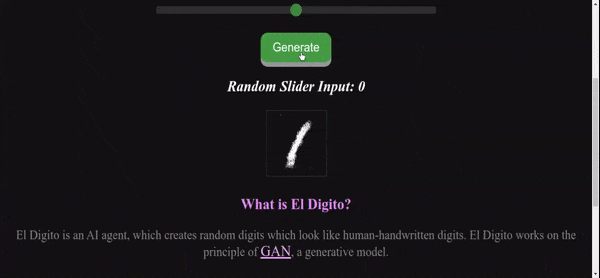 Generate
Random Slider Input: 0
What is El Digito?
El Digito is an AI agent, which creates random digits which look like human-handwritten digits. El Digito works on the
principle of GAN, a generative model.